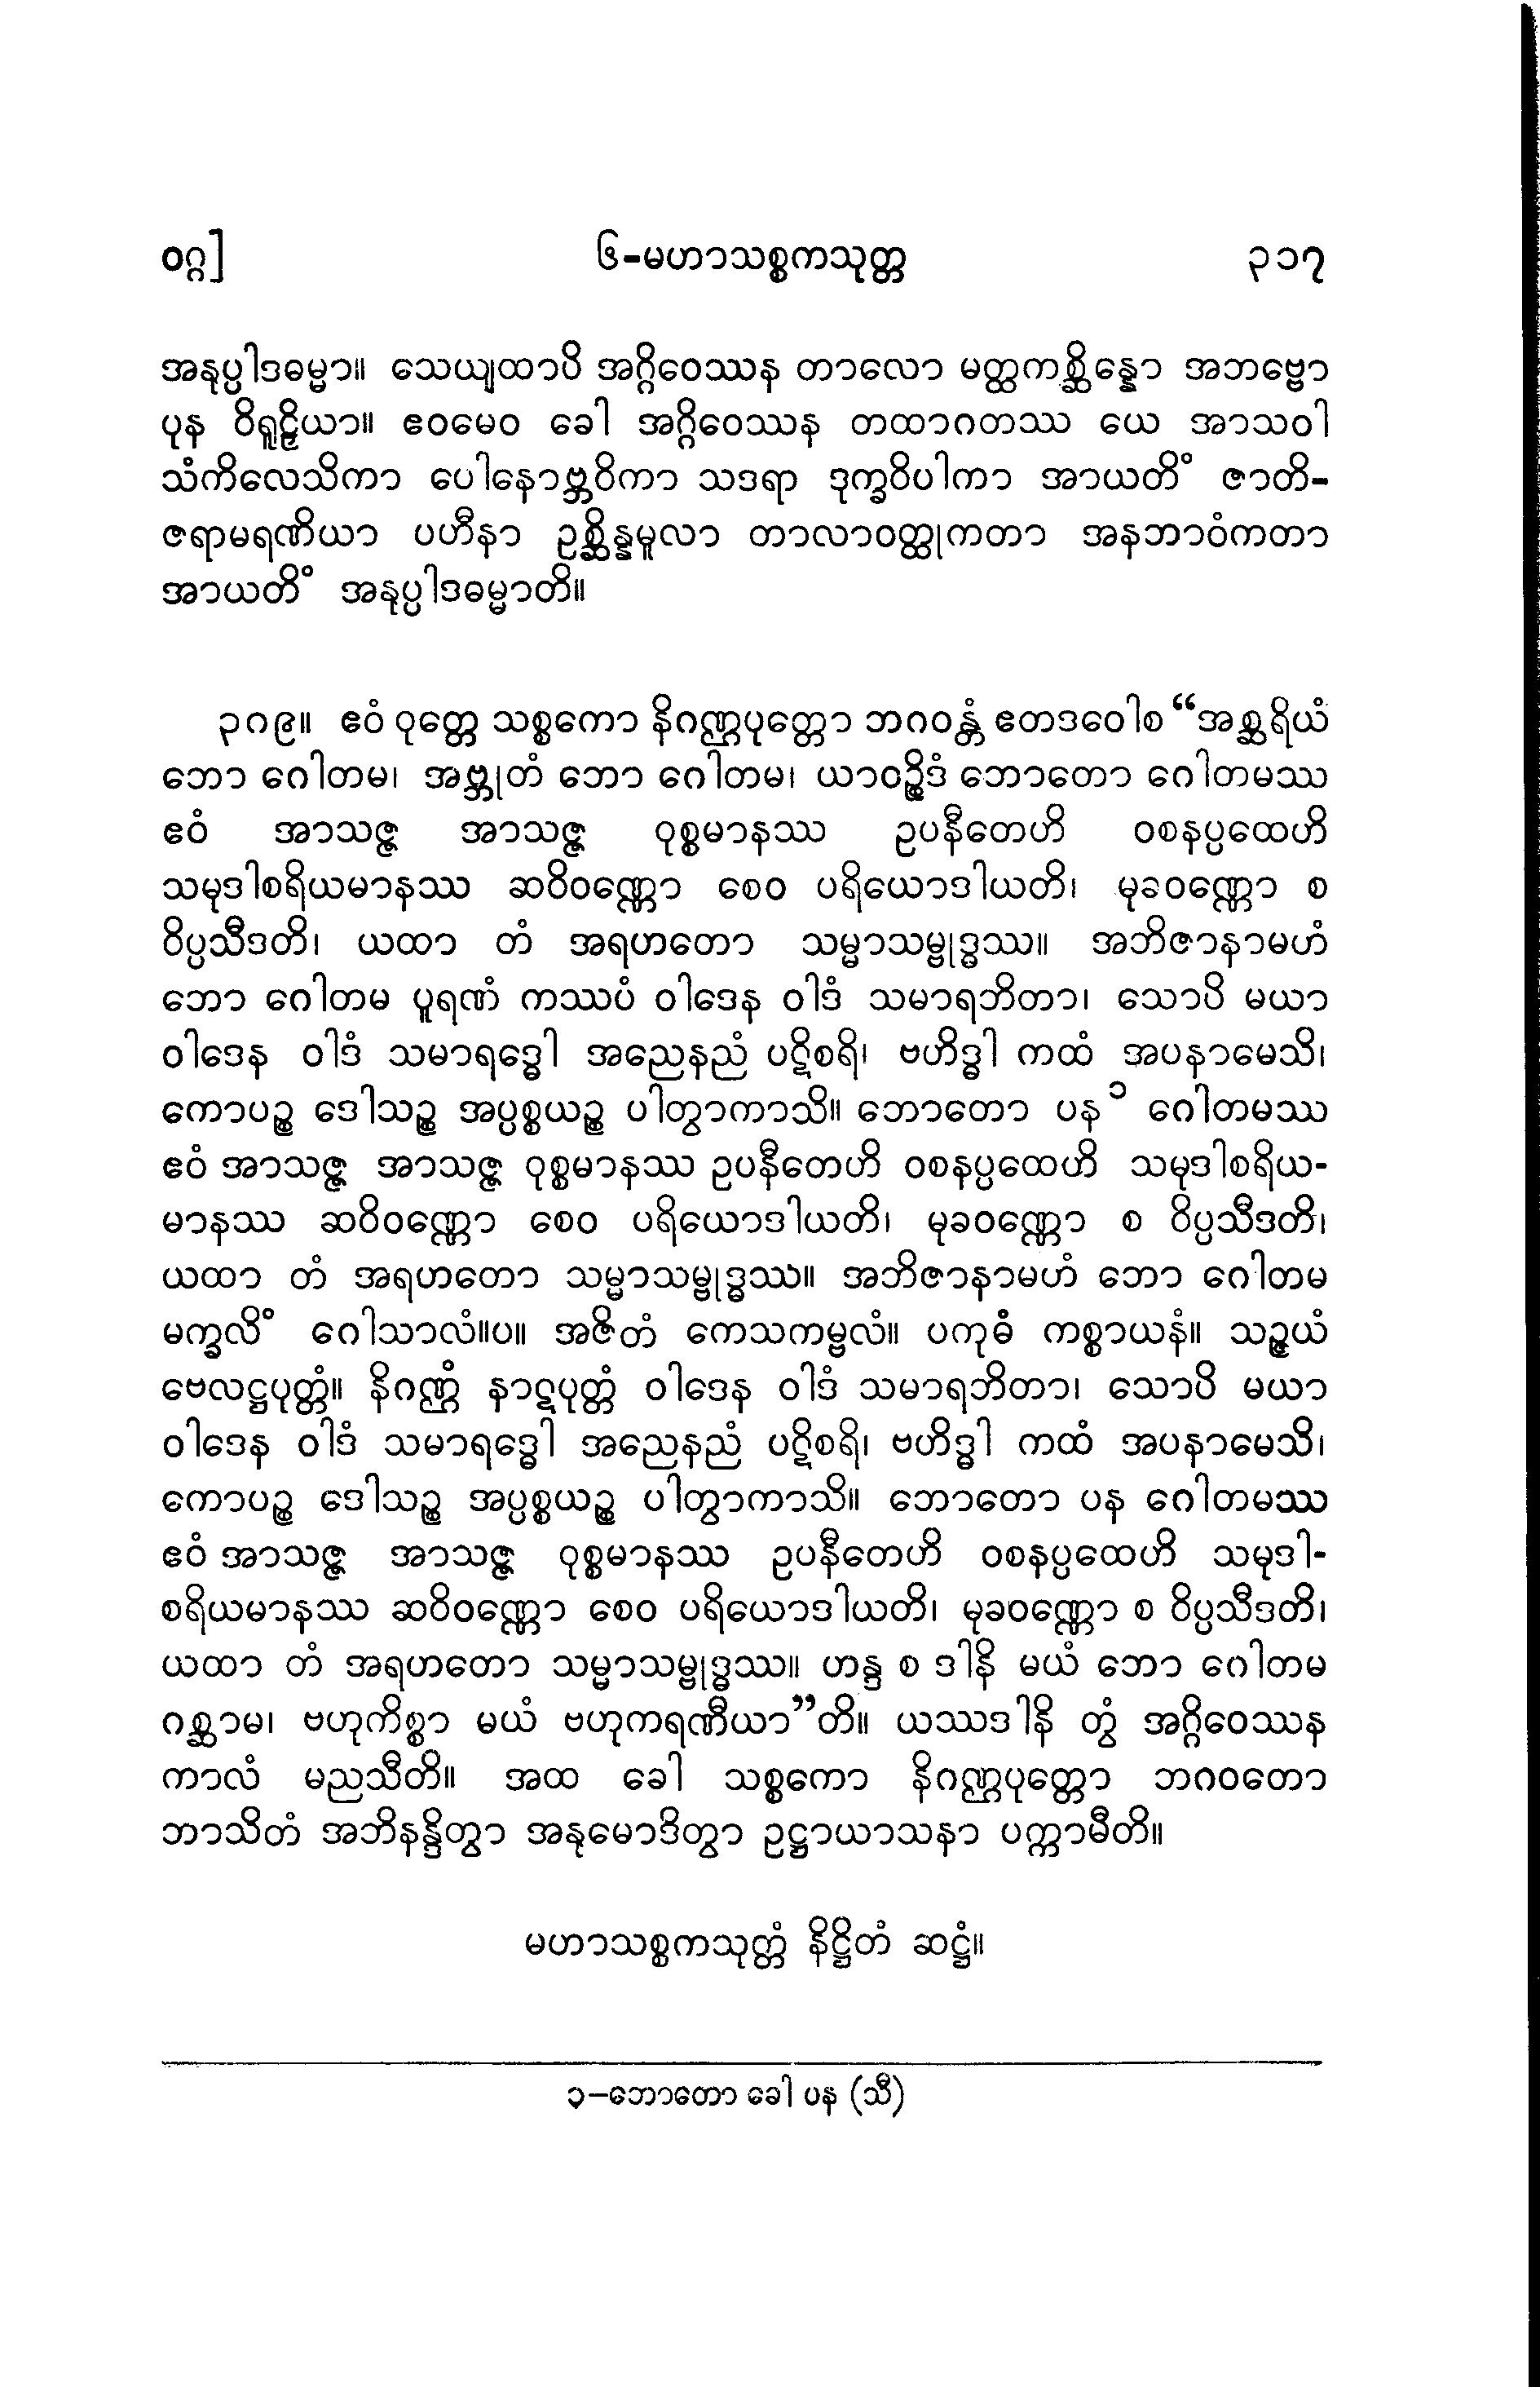 ဝဂ္ဂ]
၆-မဟာသစ္စကသုတ္တ
၃၁၇
အနုပ္ပါဒဓမ္မာ။ သေယျထာပိ အဂ္ဂိဝေဿန တာလော မတ္ထကစ္ဆိန္နော အဘဗ္ဗော
ပုန ဝိရူဠှိယာ။ ဧဝမေဝ ခေါ အဂ္ဂိဝေဿန တထာဂတဿ ယေ အာသဝါ
သံကိလေသိကာ ပေါနောဗ္ဘဝိကာ သဒရာ ဒုက္ခဝိပါကာ အာယတိံ ဇာတိ-
ဇရာမရဏိယာ ပဟီနာ ဥစ္ဆိန္နမူလာ တာလာဝတ္ထုကတာ အနဘာဝံကတာ
အာယတိံ အနုပ္ပါဒဓမ္မာတိ။
၃၈၉။ ဧဝံ ဝုတ္တေ သစ္စကော နိဂဏ္ဌပုတ္တော ဘဂဝန္တံ ဧတဒဝေါစ “အစ္ဆရိယံ
ဘော ဂေါတမ၊ အဗ္ဘုတံ ဘော ဂေါတမ၊ ယာဝဉ္စိဒံ ဘောတော ဂေါတမဿ
ဧဝံ အာသဇ္ဇ အာသဇ္ဇ ဝုစ္စမာနဿ ဥပနီတေဟိ ဝစနပ္ပထေဟိ
သမုဒါစရိယမာနဿ ဆဝိဝဏ္ဏော စေဝ ပရိယောဒါယတိ၊ မုခဝဏ္ဏော စ
ဝိပ္ပသီဒတိ၊ ယထာ တံ အရဟတော သမ္မာသမ္ဗုဒ္ဓဿ။ အဘိဇာနာမဟံ
ဘော ဂေါတမ ပူရဏံ ကဿပံ ဝါဒေန ဝါဒံ သမာရဘိတာ၊ သောပိ မယာ
ဝါဒေန ဝါဒံ သမာရဒ္ဓေါ အညေနညံ ပဋိစရိ၊ ဗဟိဒ္ဓါ ကထံ အပနာမေသိ၊
ကောပဉ္စ ဒေါသဉ္စ အပ္ပစ္စယဉ္စ ပါတွာကာသိ။ ဘောတော ပန ၁ ဂေါတမဿ
ဧဝံ အာသဇ္ဇ အာသဇ္ဇ ဝုစ္စမာနဿ ဥပနီတေဟိ ဝစနပ္ပထေဟိ သမုဒါစရိယ-
မာနဿ ဆဝိဝဏ္ဏော စေဝ ပရိယောဒါယတိ၊ မုခဝဏ္ဏော စ ဝိပ္ပသီဒတိ၊
ယထာ တံ အရဟတော သမ္မာသမ္ဗုဒ္ဓဿ။ အဘိဇာနာမဟံ ဘော ဂေါတမ
မက္ခလိံ ဂေါသာလံ။ပ။ အဇိတံ ကေသကမ္ဗလံ။ ပကုဓံ ကစ္စာယနံ။ သဉ္ဇယံ
ဗေလဋ္ဌပုတ္တံ။ နိဂဏ္ဌံ နာဋပုတ္တံ ဝါဒေန ဝါဒံ သမာရဘိတာ၊ သောပိ မယာ
ဝါဒေန ဝါဒံ သမာရဒ္ဓေါ အညေနညံ ပဋိစရိ၊ ဗဟိဒ္ဓါ ကထံ အပနာမေသိ၊
ကောပဉ္စ ဒေါသဉ္စ အပ္ပစ္စယဉ္စ ပါတွာကာသိ။ ဘောတော ပန ဂေါတမဿ
ဧဝံ အာသဇ္ဇ အာသဇ္ဇ ဝုစ္စမာနဿ ဥပနီတေဟိ ဝစနပ္ပထေဟိ သမုဒါ-
စရိယမာနဿ ဆဝိဝဏ္ဏော စေဝ ပရိယောဒါယတိ၊ မုခဝဏ္ဏော စ ဝိပ္ပသီဒတိ၊
ယထာ တံ အရဟတော သမ္မာသမ္ဗုဒ္ဓဿ။ ဟန္ဒ စ ဒါနိ မယံ ဘော ဂေါတမ
ဂစ္ဆာမ၊ ဗဟုကိစ္စာ မယံ ဗဟုကရဏီယာ”တိ။ ယဿဒါနိ တွံ အဂ္ဂိဝေဿန
ကာလံ မညသီတိ။ အထ ခေါ သစ္စကော နိဂဏ္ဌပုတ္တော ဘဂဝတော
ဘာသိတံ အဘိနန္ဒိတွာ အနုမောဒိတွာ ဥဋ္ဌာယာသနာ ပက္ကာမီတိ။
မဟာသစ္စကသုတ္တံ နိဋ္ဌိတံ ဆဋ္ဌံ။
၃–ဘောတော ခေါ ပန (သီ)